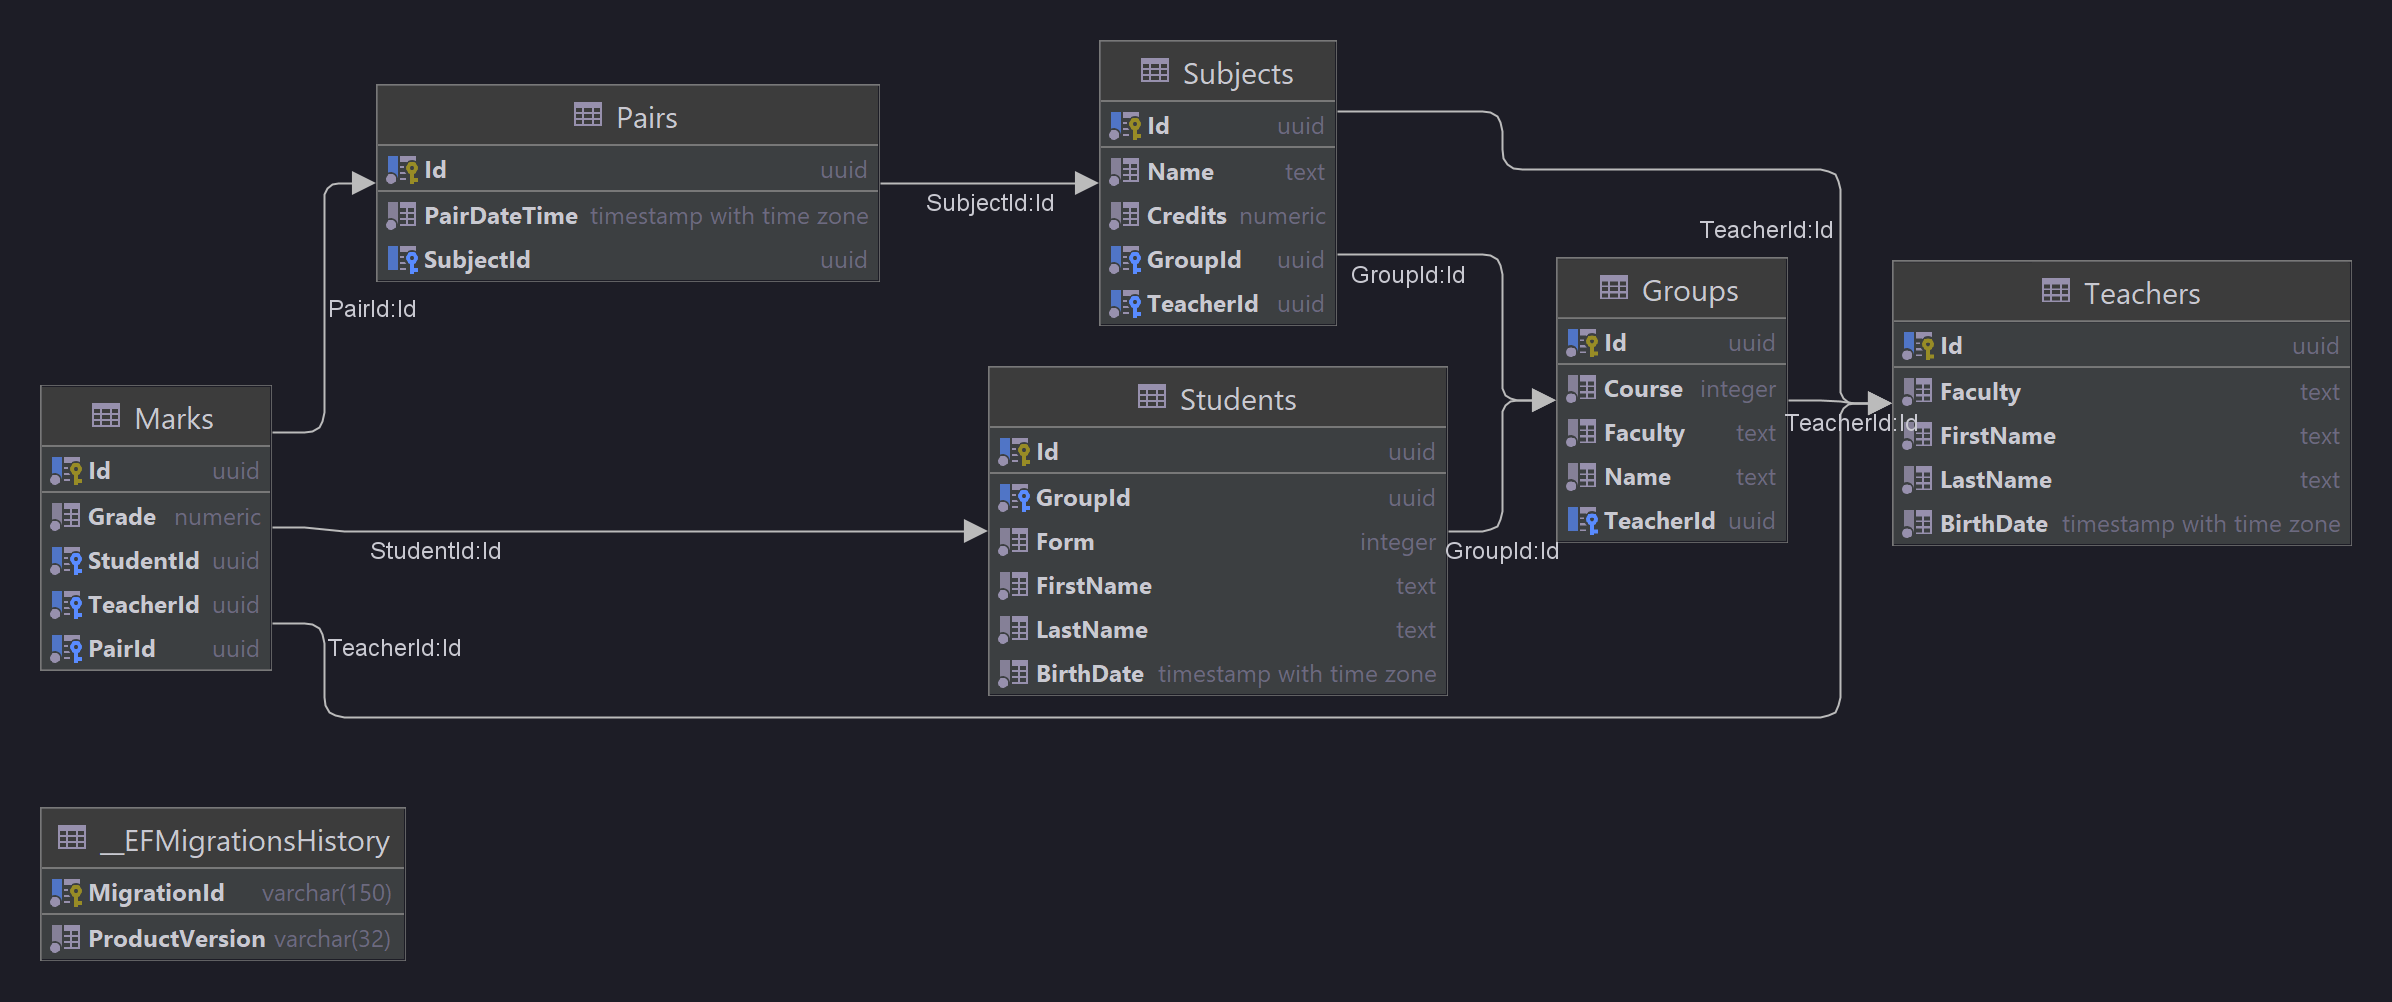 Pairs
Id uuid
PairDateTime timestamp with time zone
SubjectId uuid
SubjectId:Id
Subjects
Id uuid
Name text
Credits numeric
GroupId uuid
TeacherId uuid
TeacherId:Id
GroupId:Id
PairId:Id
Marks
Id uuid
Grade numeric
StudentId uuid
TeacherId uuid
PairId uuid
StudentId:Id
TeacherId:Id
Students
Id uuid
GroupId uuid
Form integer
FirstName text
LastName text
BirthDate timestamp with time zone
GroupId:Id
Groups
Id uuid
Course integer
Faculty text
Name text
TeacherId uuid
TeacherId:Id
Teachers
Id uuid
Faculty text
FirstName text
LastName text
BirthDate timestamp with time zone
__EFMigrationsHistory
MigrationId varchar(150)
ProductVersion varchar(32)